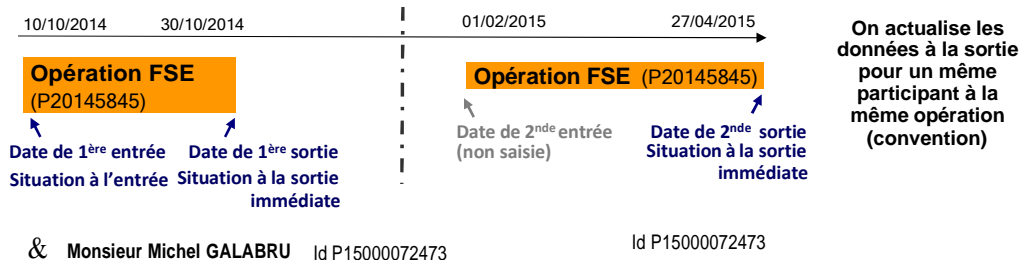 10/10/2014 30/10/2014 01/02/2015 27/04/2015
Opération FSE
(P20145845)
Date de 1ère entrée
Situation à l'entrée
Date de 1ère sortie
Situation à la sortie
immédiate
Opération FSE (P20145845)
Date de 2nde entrée
(non saisie)
Date de 2nde sortie
Situation à la sortie
immédiate
On actualise les
données à la sortie
pour un même
participant à la
même opération
(convention)
& Monsieur Michel GALABRU Id P15000072473 Id P15000072473